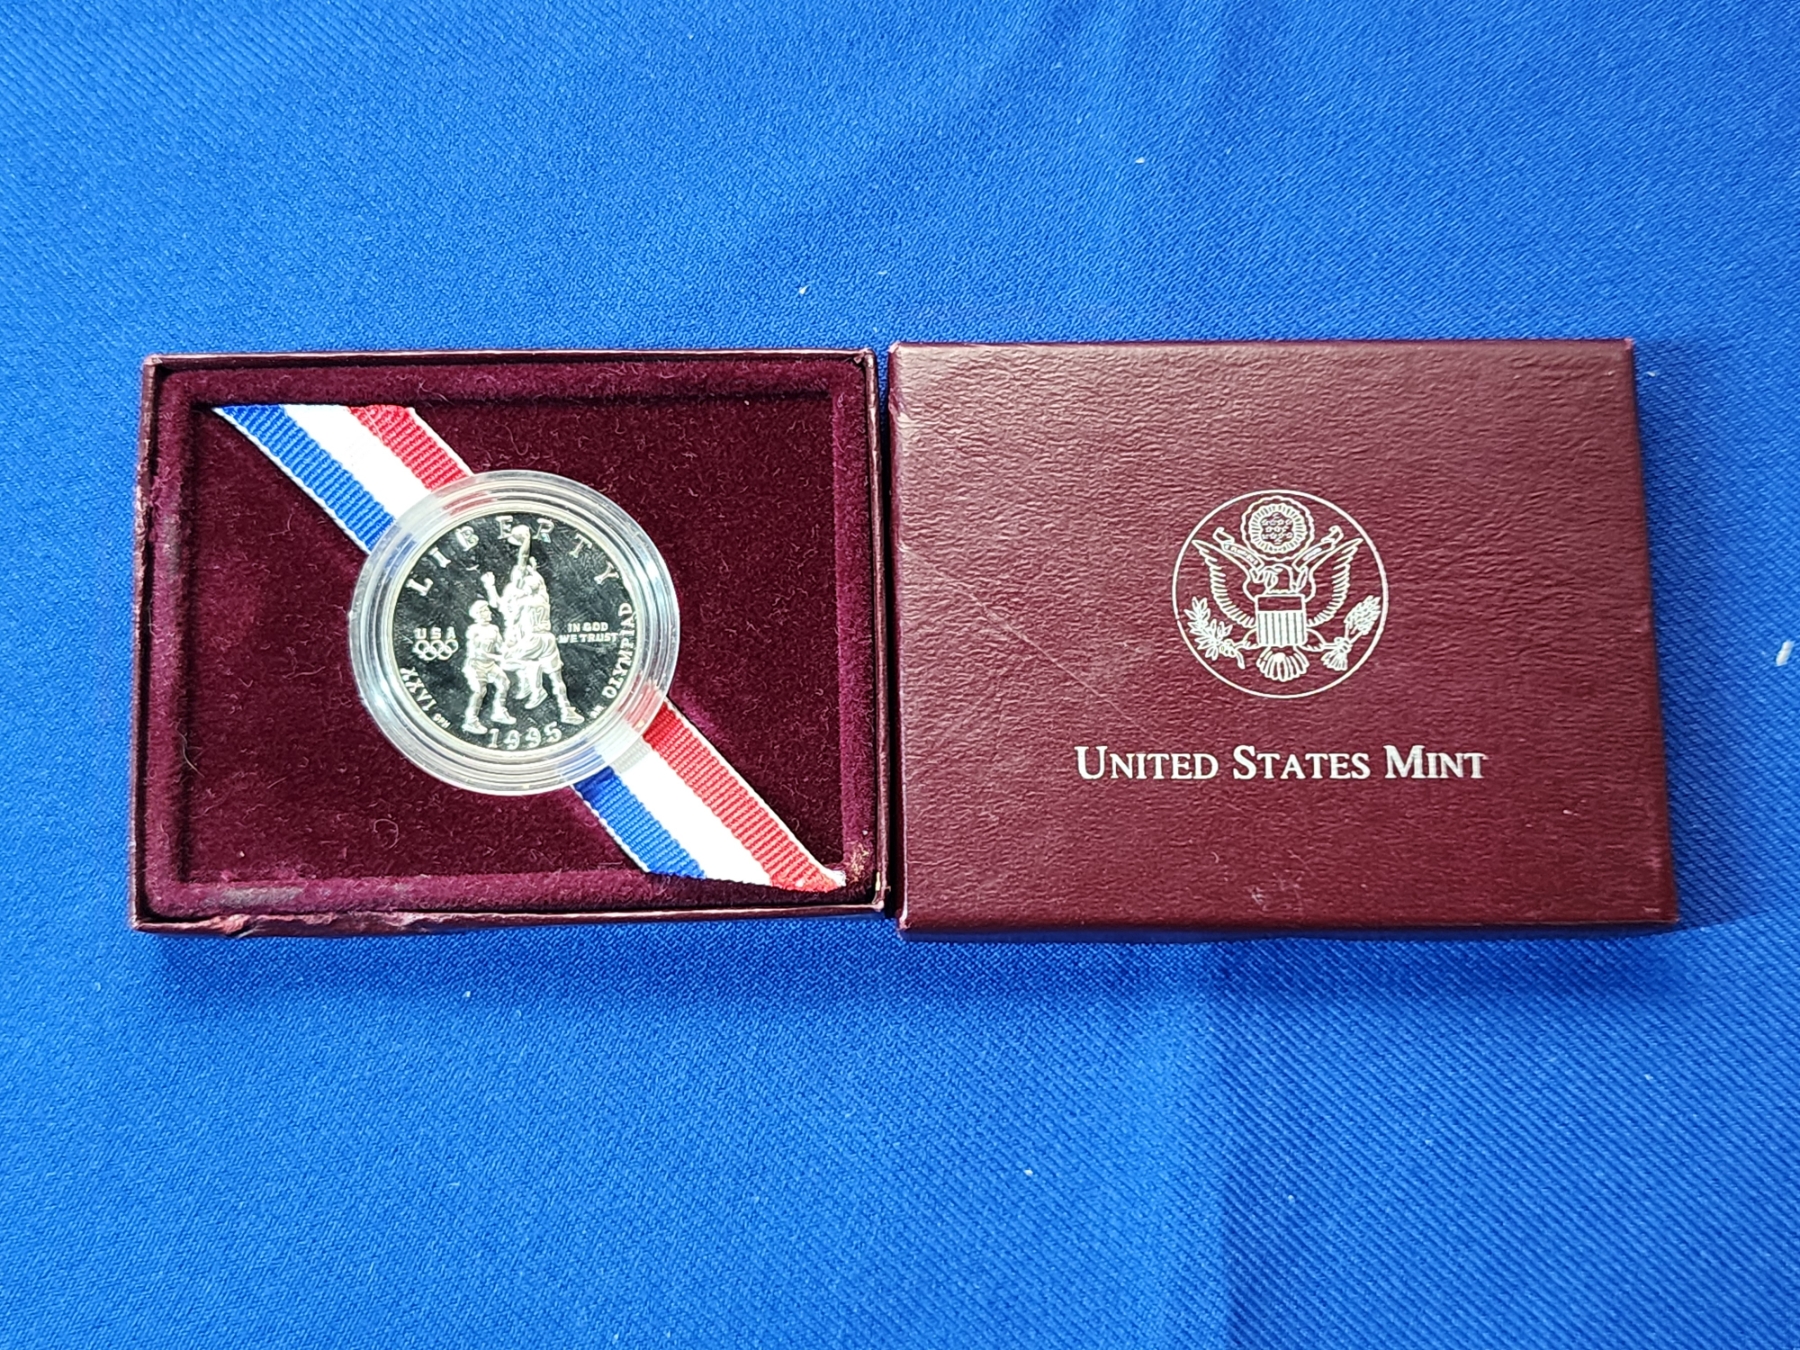 LIBERTY
USA
IN GOD
WE TRUST
XXVI OLYMPIAD
1995
UNITED STATES MINT